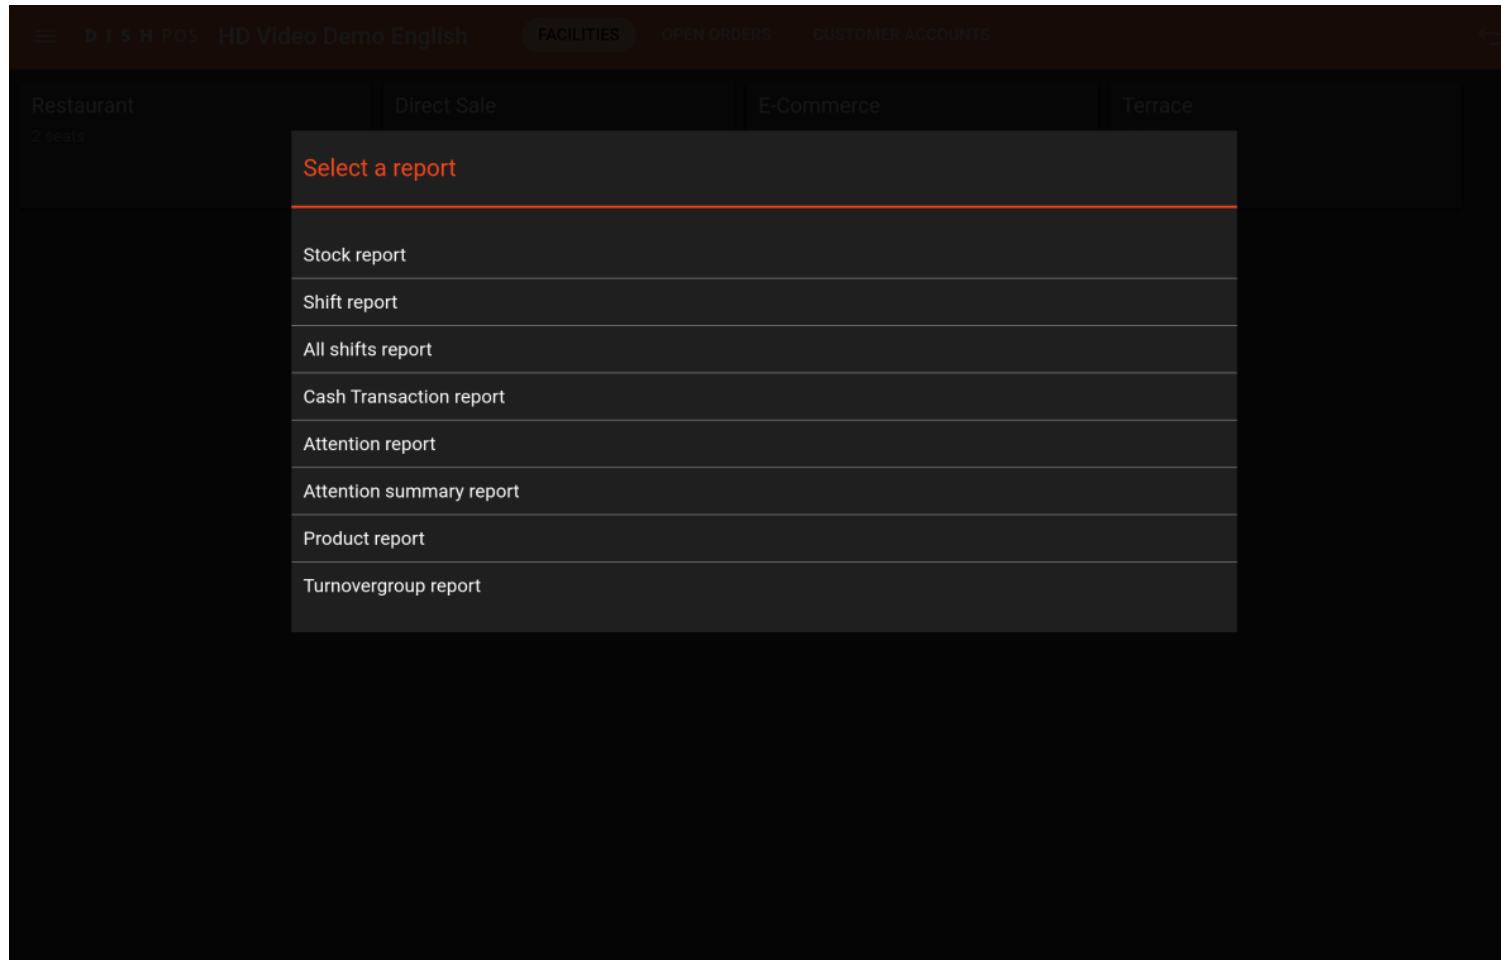 DISH POS HD Video Demo English FACILITIES OPEN ORDERS CUSTOMER ACCOUNTS
Restaurant Direct Sale E-Commerce Terrace
2 seats
Select a report
Stock report
Shift report
All shifts report
Cash Transaction report
Attention report
Attention summary report
Product report
Turnovergroup report